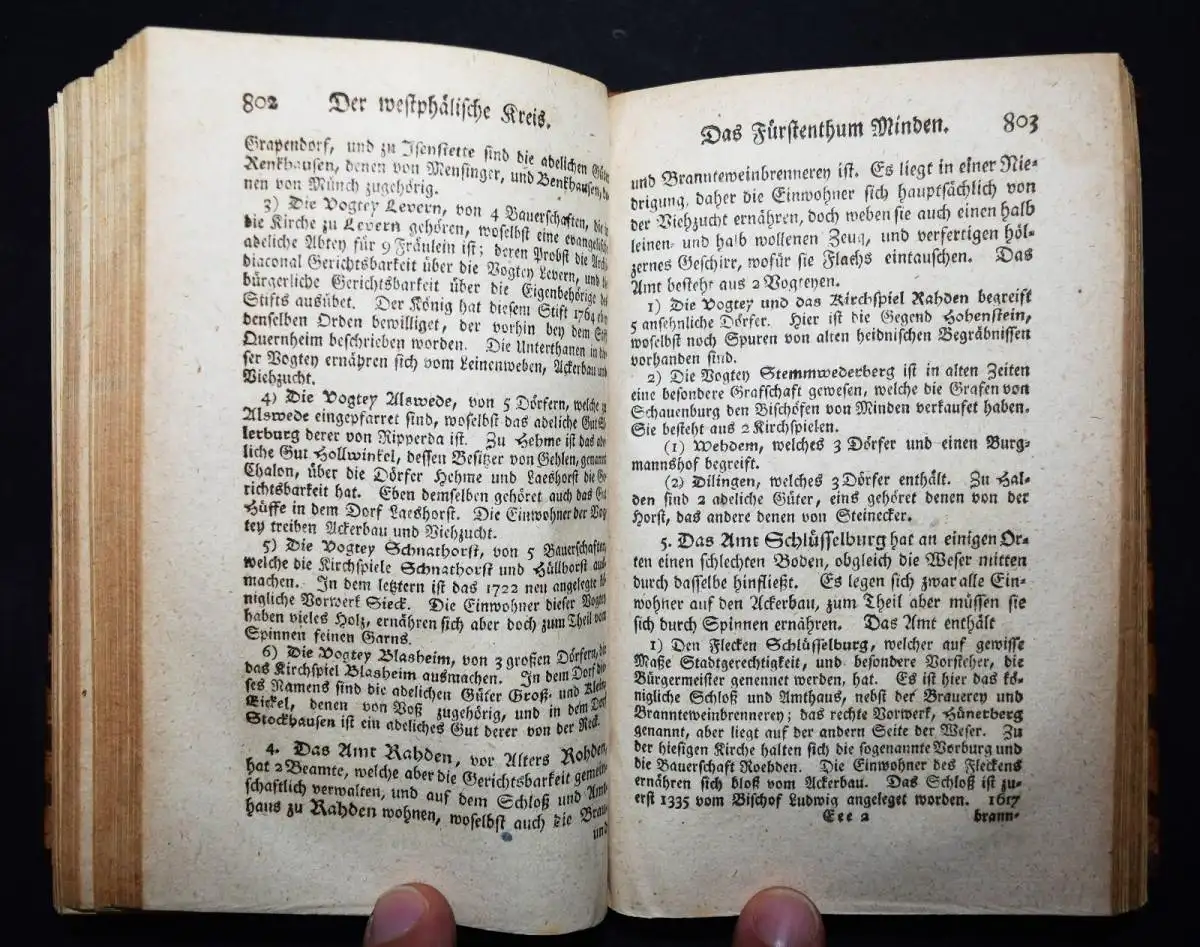 802 Der westphälische Kreis.
Grapendorf, und zu Isenstette sind die adelichen Güter
Renkhausen, denen von Mensinger, und Benkhausen,
nen von Münch zugehörig.
3) Die Vogtey Levern, von 4 Bauerschaften, die
die Kirche zu Levern gehören, woselbst eine evangelisch
adeliche Abtey für 9 Fräulein ist; deren Probst die Archi
diaconal Gerichtsbarkeit über die Vogtey Levern, und
bürgerliche Gerichtsbarkeit über die Eigenbehörige des
Stifts ausübet. Der König hat diesem Stift 1764
denselben Orden bewilliget, der vorhin bey dem Stift
Quernheim beschrieben worden. Die Unterthanen in
ser Vogtey ernähren sich vom Leinenweben, Ackerbau und
Viehzucht.
4) Die Vogtey Alswede, von 5 Dörfern, welche
Alswede eingepfarret sind, woselbst das adeliche Gut
lerburg derer von Ripperda ist. Zu Hehme ist das
liche Gut Hollwinkel, dessen Besitzer von Gehlen, genannt
Chalon, über die Dörfer Hehme und Laeshorst die Ge
richtsbarkeit hat. Eben demselben gehöret auch das Gut
Hüffe in dem Dorf Laeshorst. Die Einwohner der Vog
tey treiben Ackerbau und Viehzucht.
5) Die Vogtey Schnathorst, von 5 Bauerschaften,
welche die Kirchspiele Schnathorst und Hüllhorst aus
machen. In dem letztern ist das 1722 neu angelegte kö
nigliche Vorwerk Sieck. Die Einwohner dieser Vogtey
haben vieles Holz, ernähren sich aber doch zum Theil vom
Spinnen feinen Garns.
6) Die Vogtey Blasheim, von 3 großen Dörfern, die
das Kirchspiel Blasheim ausmachen. In dem Dorf die
ses Namens sind die adelichen Güter Groß- und Klein
Eickel, denen von Voß zugehörig, und in dem Dorf
Stockhausen ist ein adeliches Gut derer von der Reck.
4. Das Amt Rahden, vor Alters Rohden,
hat 2 Beamte, welche aber die Gerichtsbarkeit gemein
schaftlich verwalten, und auf dem Schloß und Amt
haus zu Rahden wohnen, woselbst auch die Brau
und
Das Fürstenthum Minden. 803
und Branteweinbrennerey ist. Es liegt in einer Nie-
drigung, daher die Einwohner sich hauptsächlich von
der Viehzucht ernähren, doch weben sie auch einen halb
leinen- und halb wollenen Zeug, und verfertigen höl-
zernes Geschirr, wofür sie Flachs eintauschen. Das
Amt besteht aus 2 Vogteyen.
1) Die Vogtey und das Kirchspiel Rahden begreift
5 ansehnliche Dörfer. Hier ist die Gegend Hohenstein,
woselbst noch Spuren von alten heidnischen Begräbnissen
vorhanden sind.
2) Die Vogtey Stemmwederberg ist in alten Zeiten
eine besondere Grafschaft gewesen, welche die Grafen von
Schauenburg den Bischöfen von Minden verkaufet haben.
Sie besteht aus 2 Kirchspielen.
(1) Wehdem, welches 3 Dörfer und einen Burg-
mannshof begreift.
(2) Dilingen, welches 3 Dörfer enthält. Zu Hal-
den sind 2 adeliche Güter, eins gehöret denen von der
Horst, das andere denen von Steinecker.
5. Das Amt Schlüsselburg hat an einigen Or-
ten einen schlechten Boden, obgleich die Weser mitten
durch dasselbe hinfließt. Es legen sich zwar alle Ein-
wohner auf den Ackerbau, zum Theil aber müssen sie
sich durch Spinnen ernähren. Das Amt enthält
1) Den Flecken Schlüsselburg, welcher auf gewisse
Maße Stadtgerechtigkeit, und besondere Vorsteher, die
Bürgermeister genennet werden, hat. Es ist hier das kö-
nigliche Schloß und Amthaus, nebst der Brauerey und
Branteweinbrennerey; das rechte Vorwerk, Hünerberg
genannt, aber liegt auf der andern Seite der Weser. Zu
der hiesigen Kirche halten sich die sogenannte Vorburg und
die Bauerschaft Roehden. Die Einwohner des Fleckens
ernähren sich bloß vom Ackerbau. Das Schloß ist zu-
erst 1335 vom Bischof Ludwig angeleget worden. 1617
Eee 2 brann-